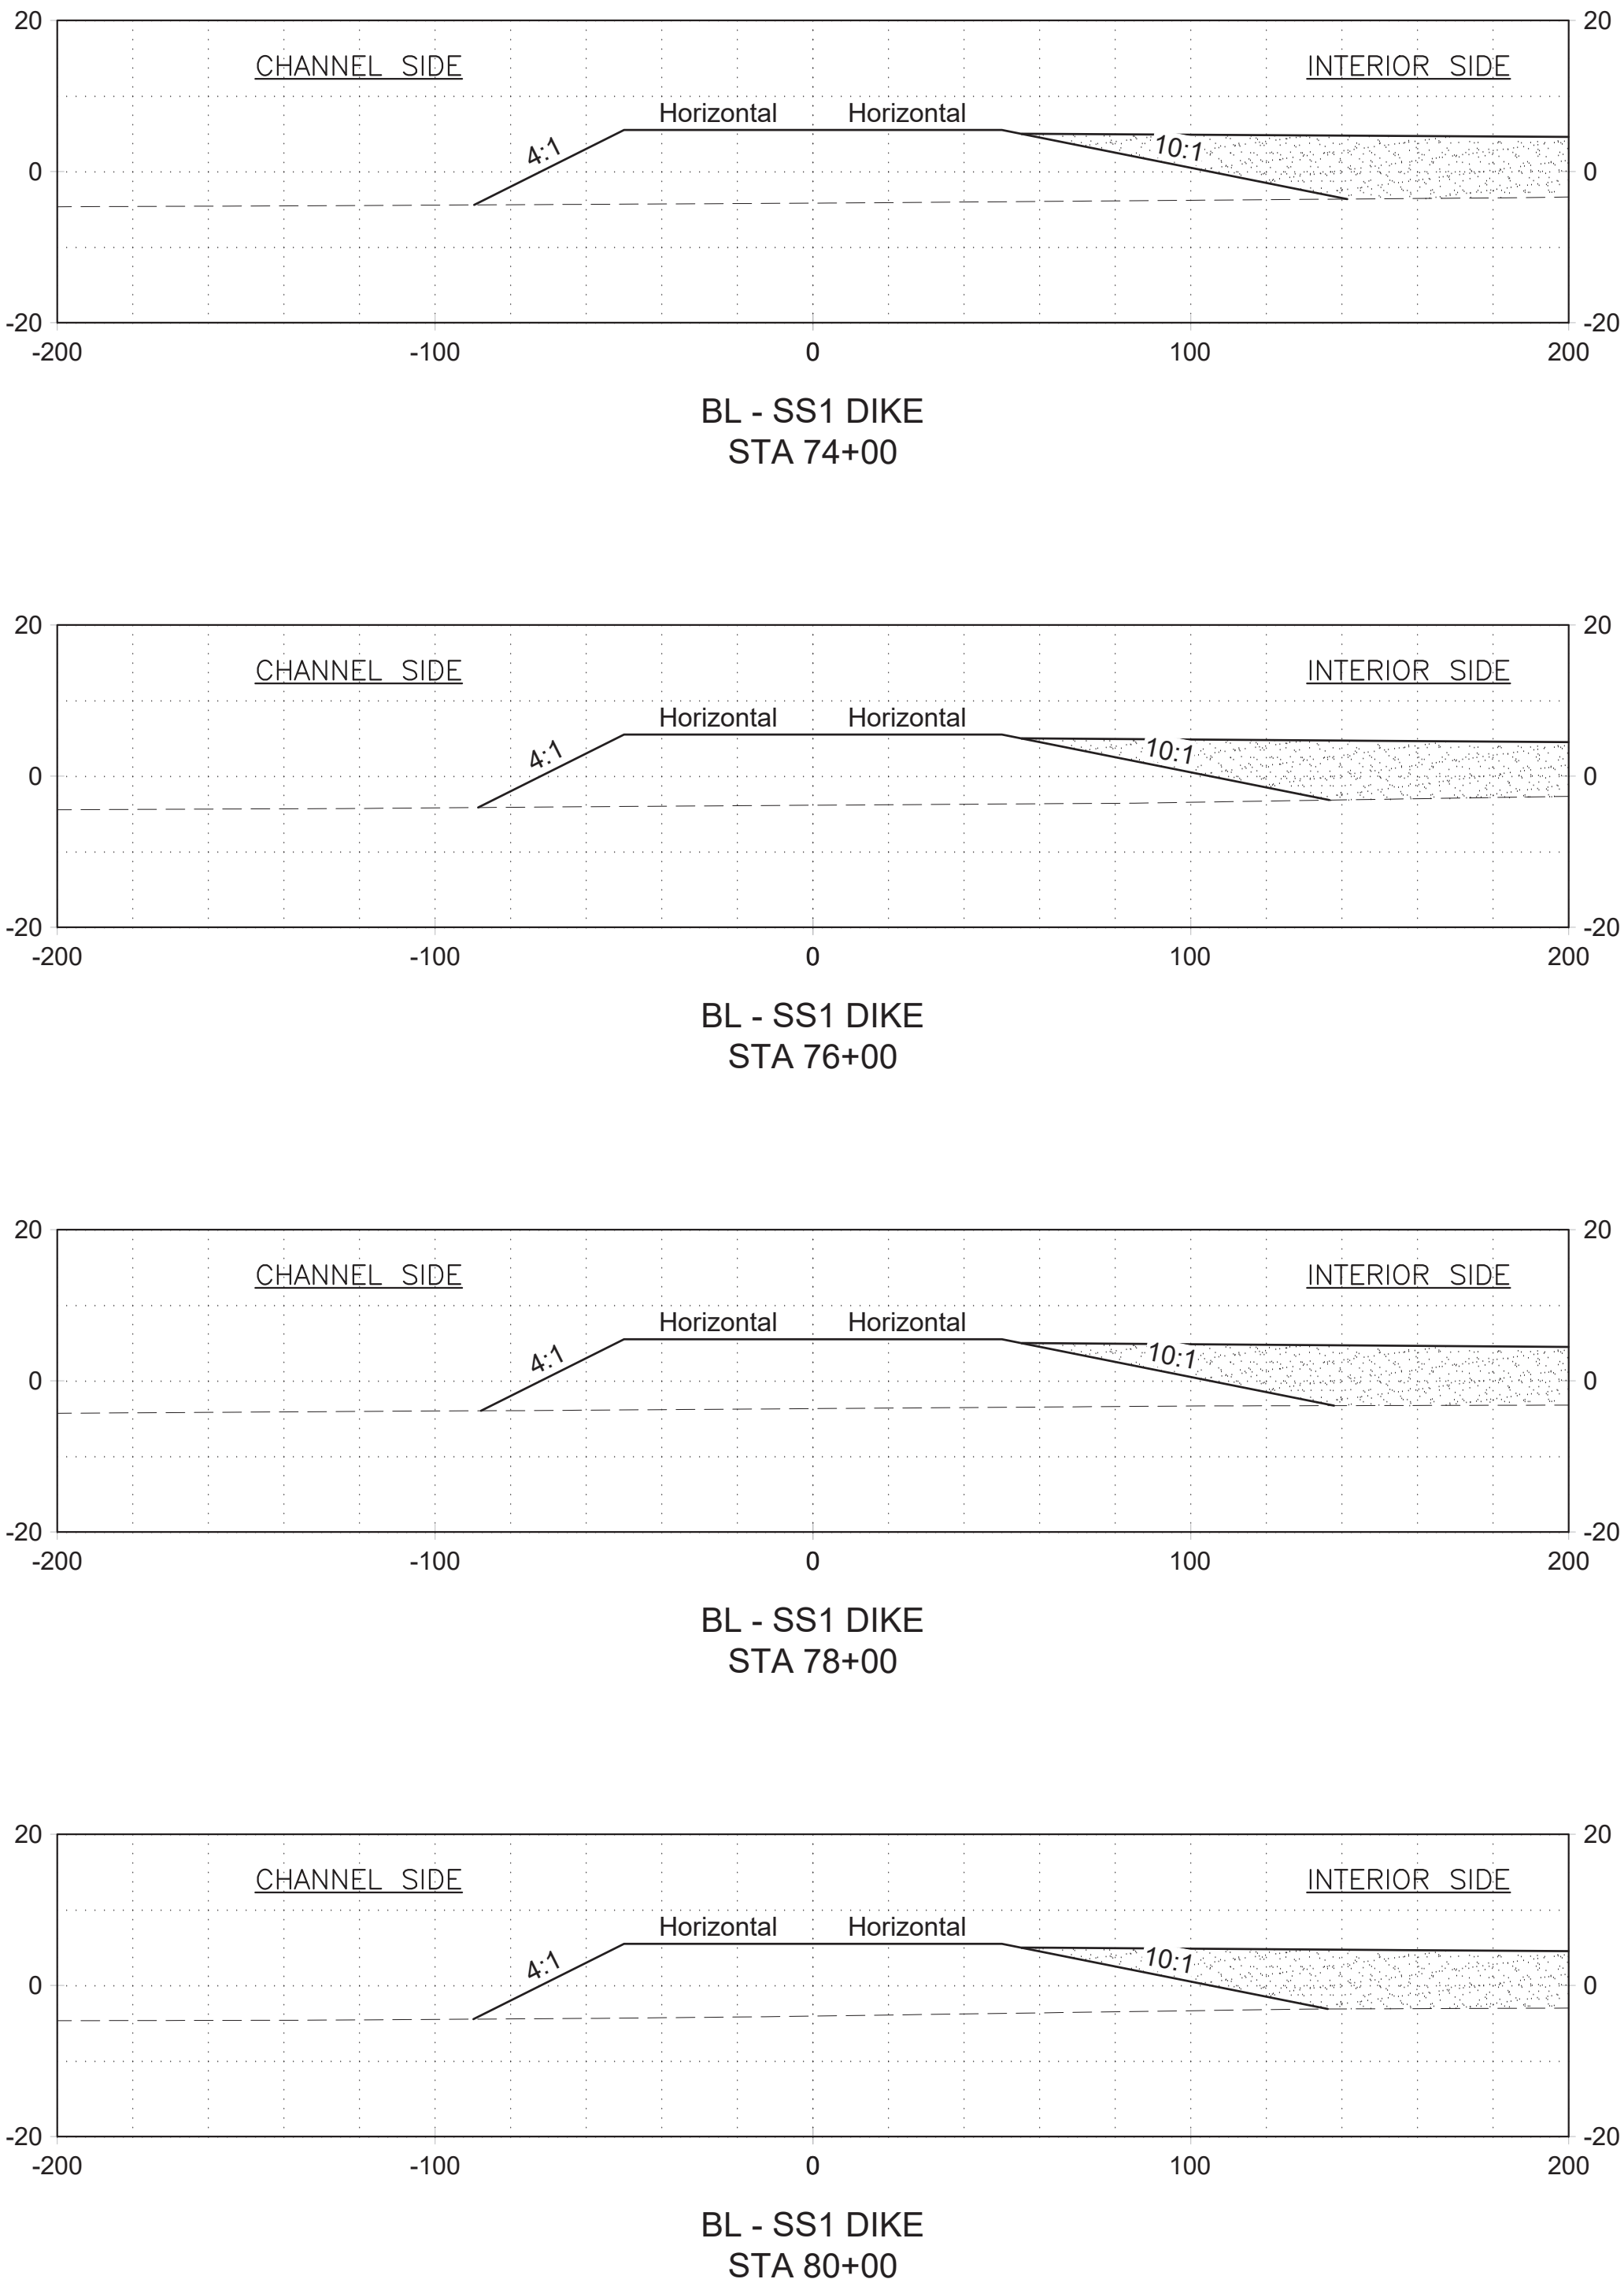 20 20
CHANNEL SIDE INTERIOR SIDE
Horizontal Horizontal
4:1 10:1
0 0
-20 -20
-200 -100 0 100 200
BL - SS1 DIKE
STA 74+00
20 20
CHANNEL SIDE INTERIOR SIDE
Horizontal Horizontal
4:1 10:1
0 0
-20 -20
-200 -100 0 100 200
BL - SS1 DIKE
STA 76+00
20 20
CHANNEL SIDE INTERIOR SIDE
Horizontal Horizontal
4:1 10:1
0 0
-20 -20
-200 -100 0 100 200
BL - SS1 DIKE
STA 78+00
20 20
CHANNEL SIDE INTERIOR SIDE
Horizontal Horizontal
4:1 10:1
0 0
-20 -20
-200 -100 0 100 200
BL - SS1 DIKE
STA 80+00